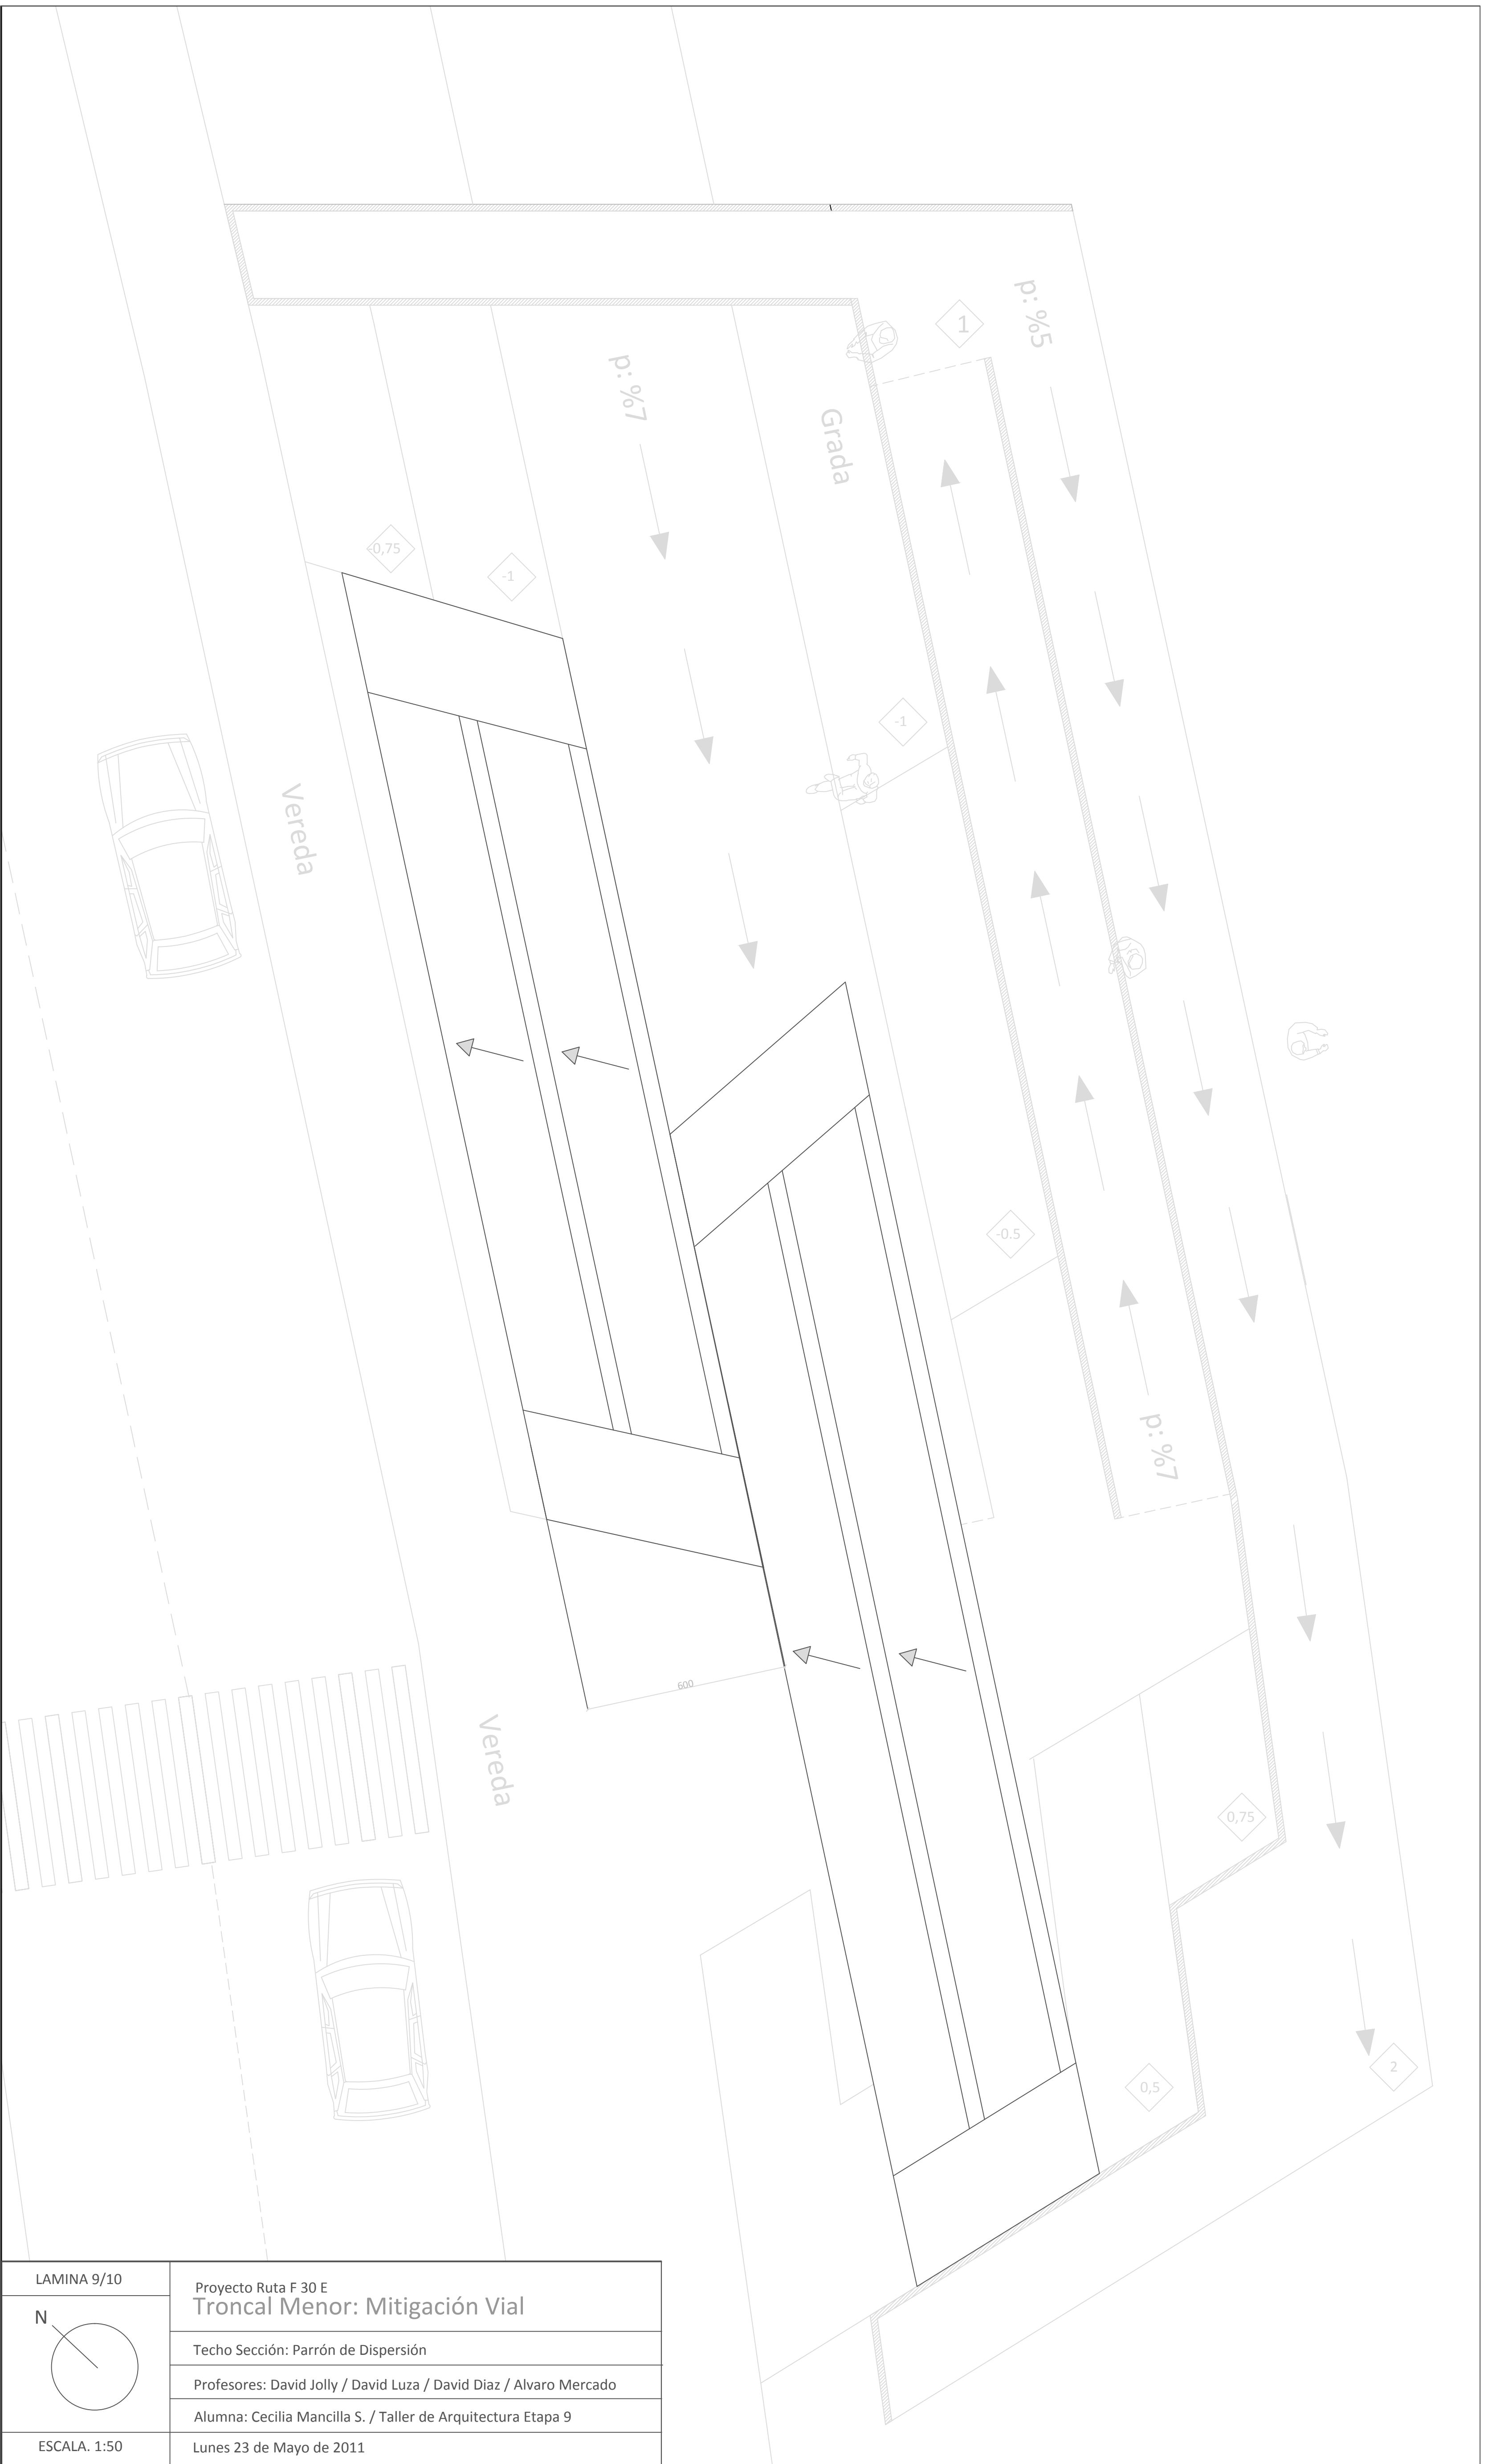 p: %5
1
p: %7
Grada
-0,75
-1
-1
Vereda
-0.5
p: %7
600
Vereda
0,75
0,5
2
LAMINA 9/10
N
ESCALA. 1:50
Proyecto Ruta F 30 E
Troncal Menor: Mitigación Vial
Techo Sección: Parrón de Dispersión
Profesores: David Jolly / David Luza / David Diaz / Alvaro Mercado
Alumna: Cecilia Mancilla S. / Taller de Arquitectura Etapa 9
Lunes 23 de Mayo de 2011